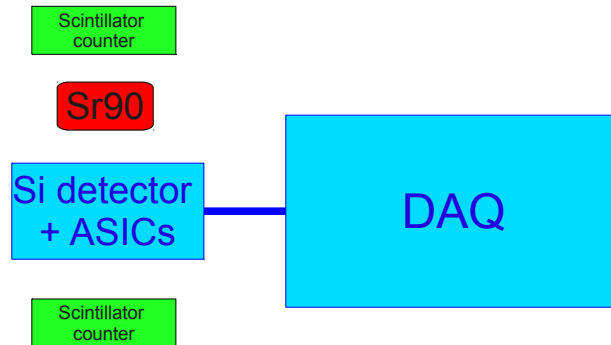 Scintillator
counter
Sr90
Si detector
+ ASICs
DAQ
Scintillator
counter